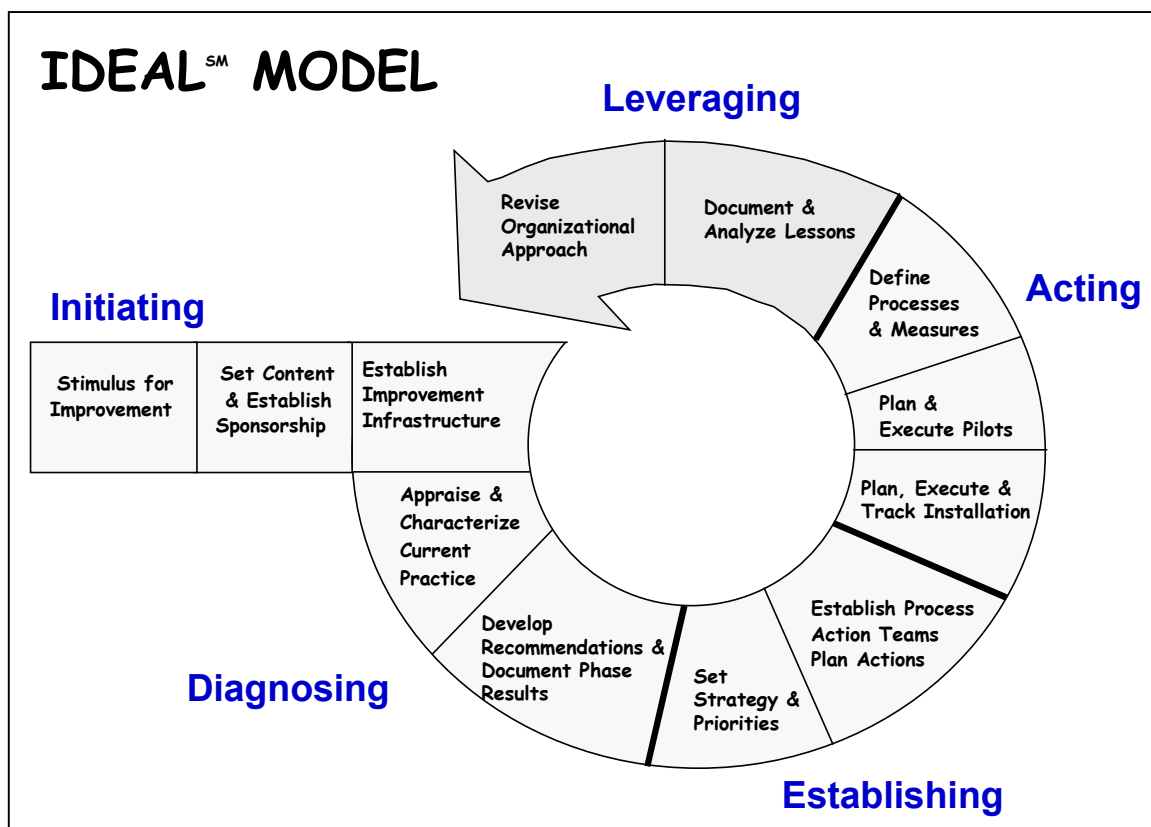 IDEAL℠ MODEL
Leveraging
Revise
Organizational
Approach
Document &
Analyze Lessons
Define
Processes
& Measures
Acting
Initiating
Stimulus for
Improvement
Set Content
& Establish
Sponsorship
Establish
Improvement
Infrastructure
Plan &
Execute Pilots
Plan, Execute &
Track Installation
Appraise &
Characterize
Current
Practice
Develop
Recommendations &
Document Phase
Results
Set
Strategy &
Priorities
Establish Process
Action Teams
Plan Actions
Diagnosing
Establishing